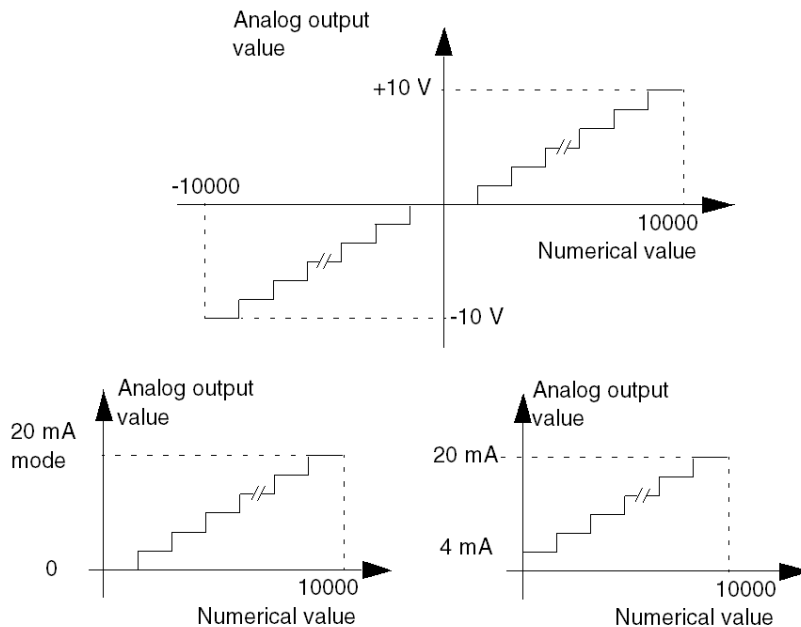 Analog output
value
+10 V
-10000
10000
Numerical value
-10 V
Analog output
value
20 mA
mode
0
10000
Numerical value
Analog output
value
20 mA
4 mA
10000
Numerical value